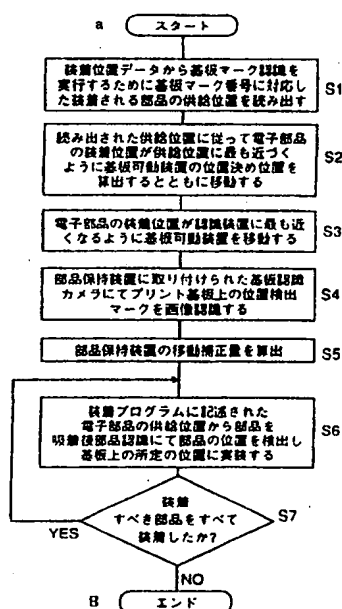 a
スタート
装着位置データから基板マーク認識を
実行するために基板マーク番号に対応し
た装着される部品の供給位置を読み出す
S1
読み出された供給位置に従って電子部品
の装着位置が供給位置に最も近づく
ように基板可動装置の位置決め位置を
算出するとともに移動する
S2
電子部品の装着位置が認識装置に最も近
くなるように基板可動装置を移動する
S3
部品保持装置に取り付けられた基板認識
カメラにてプリント基板上の位置検出
マークを画像認識する
S4
部品保持装置の移動補正量を算出
S5
装着プログラムに記述された
電子部品の供給位置から部品を
吸着後部品認識にて部品の位置を検出し
基板上の所定の位置に実装する
S6
装着
すべき部品をすべて
装着したか?
S7
YES
NO
B
エンド